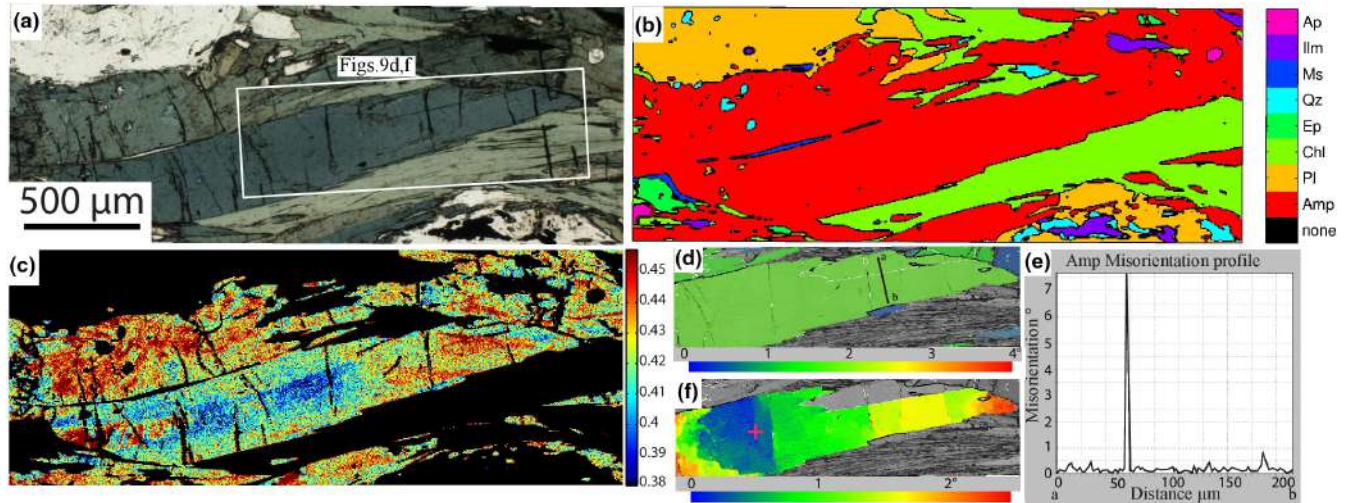 (a)
Figs.9d,f
500 µm
(b)
Ap
Ilm
Ms
Qz
Ep
Chl
Pl
Amp
none
(c)
0.45
0.44
0.43
0.42
0.41
0.40
0.39
0.38
(d)
a
b
0 1 2 3 4°
(f)
0 1 2°
(e)
Amp Misorientation profile
Misorientation°
7
6
5
4
3
2
1
0
0 50 100 150 200
a Distance µm b